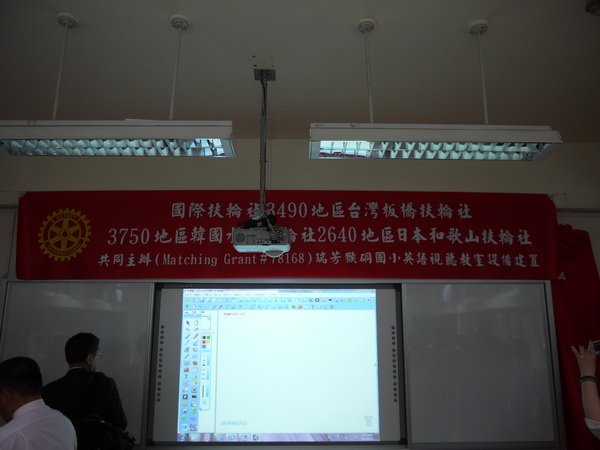 國際扶輪社3490地區台灣板橋扶輪社
3750地區韓國水 輪社2640地區日本和歌山扶輪社
共同主辦(Matching Grant#78168)瑞芳猴硐國小英語視聽教室設備建置